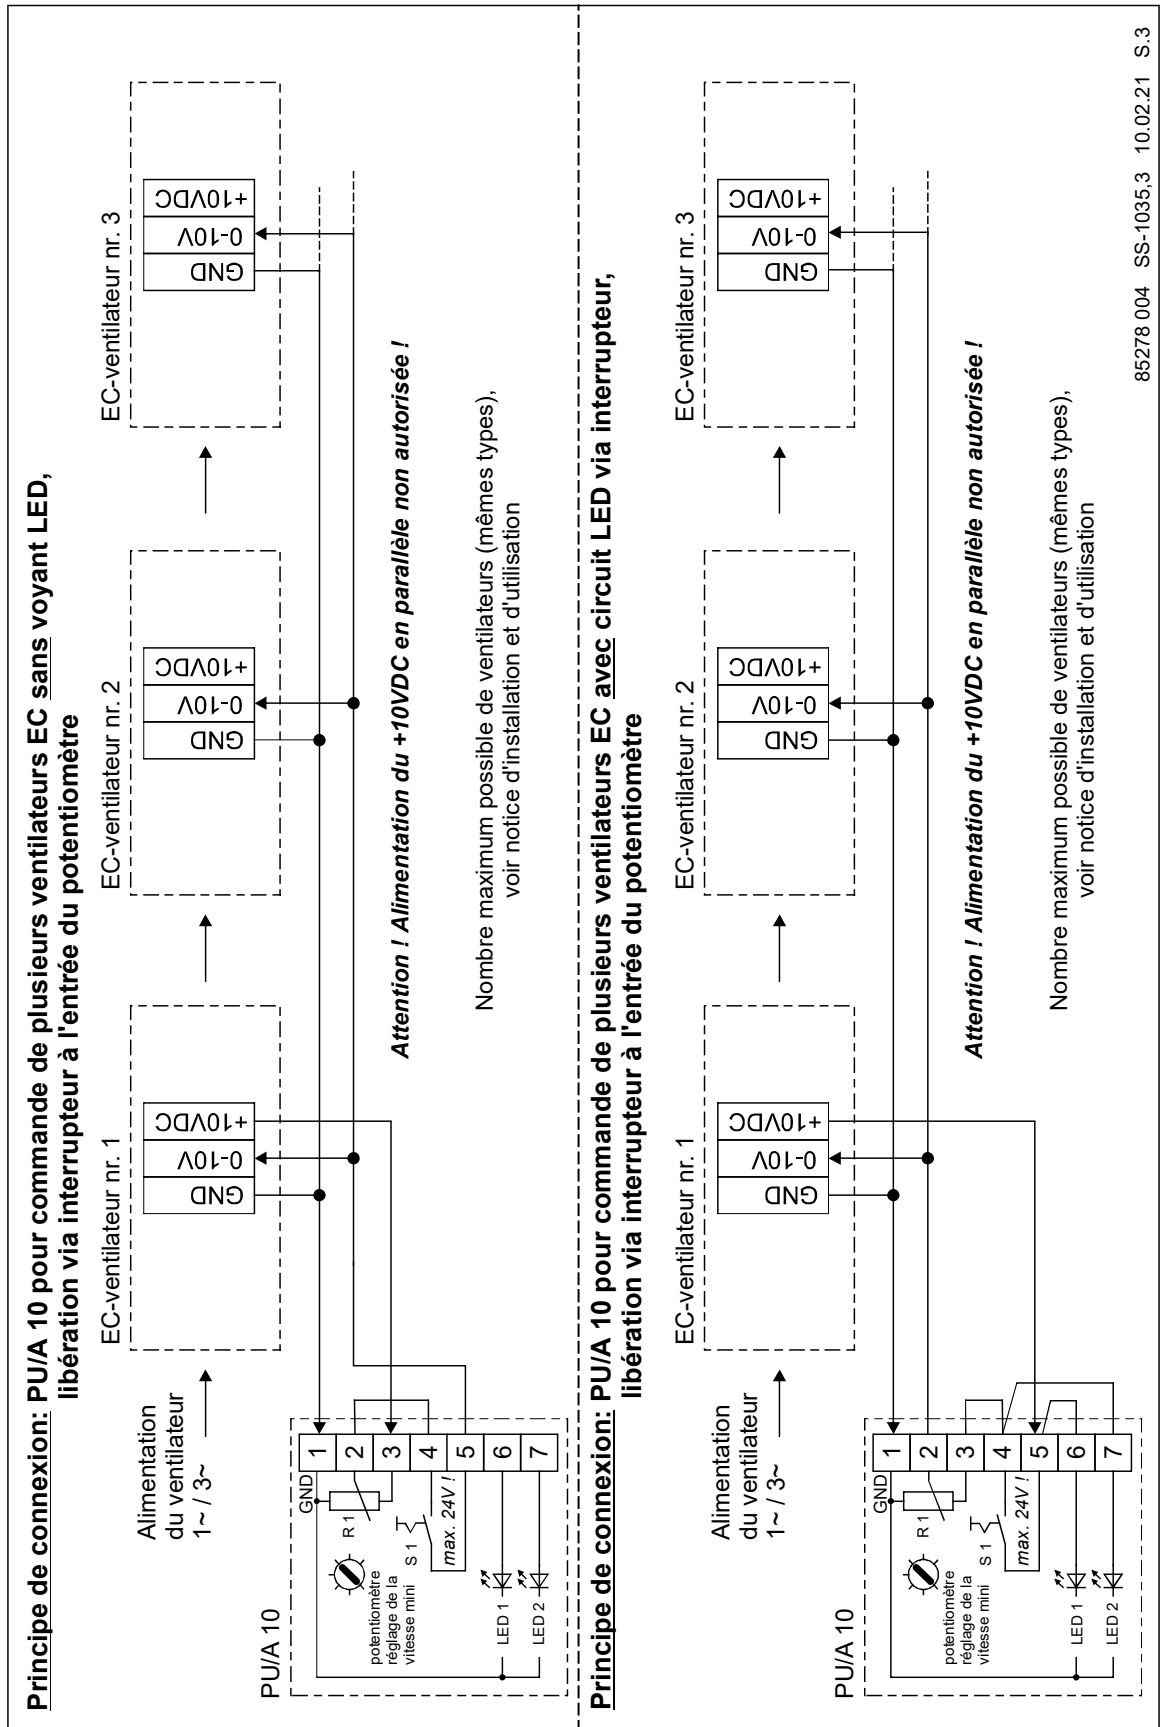 Principe de connexion: PU/A 10 pour commande de plusieurs ventilateurs EC sans voyant LED,
libération via interrupteur à l'entrée du potentiomètre
Alimentation
du ventilateur
1~ / 3~
EC-ventilateur nr. 1
GND
0-10V
+10VDC
EC-ventilateur nr. 2
GND
0-10V
+10VDC
EC-ventilateur nr. 3
GND
0-10V
+10VDC
PU/A 10
GND
1
2
3
4
5
6
7
potentiomètre
réglage de la
vitesse mini
R 1
S 1
max. 24V !
LED 1
LED 2
Attention ! Alimentation du +10VDC en parallèle non autorisée !
Nombre maximum possible de ventilateurs (mêmes types),
voir notice d'installation et d'utilisation
Principe de connexion: PU/A 10 pour commande de plusieurs ventilateurs EC avec circuit LED via interrupteur,
libération via interrupteur à l'entrée du potentiomètre
Alimentation
du ventilateur
1~ / 3~
EC-ventilateur nr. 1
GND
0-10V
+10VDC
EC-ventilateur nr. 2
GND
0-10V
+10VDC
EC-ventilateur nr. 3
GND
0-10V
+10VDC
PU/A 10
GND
1
2
3
4
5
6
7
potentiomètre
réglage de la
vitesse mini
R 1
S 1
max. 24V !
LED 1
LED 2
Attention ! Alimentation du +10VDC en parallèle non autorisée !
Nombre maximum possible de ventilateurs (mêmes types),
voir notice d'installation et d'utilisation
85278 004 SS-1035,3 10.02.21 S.3